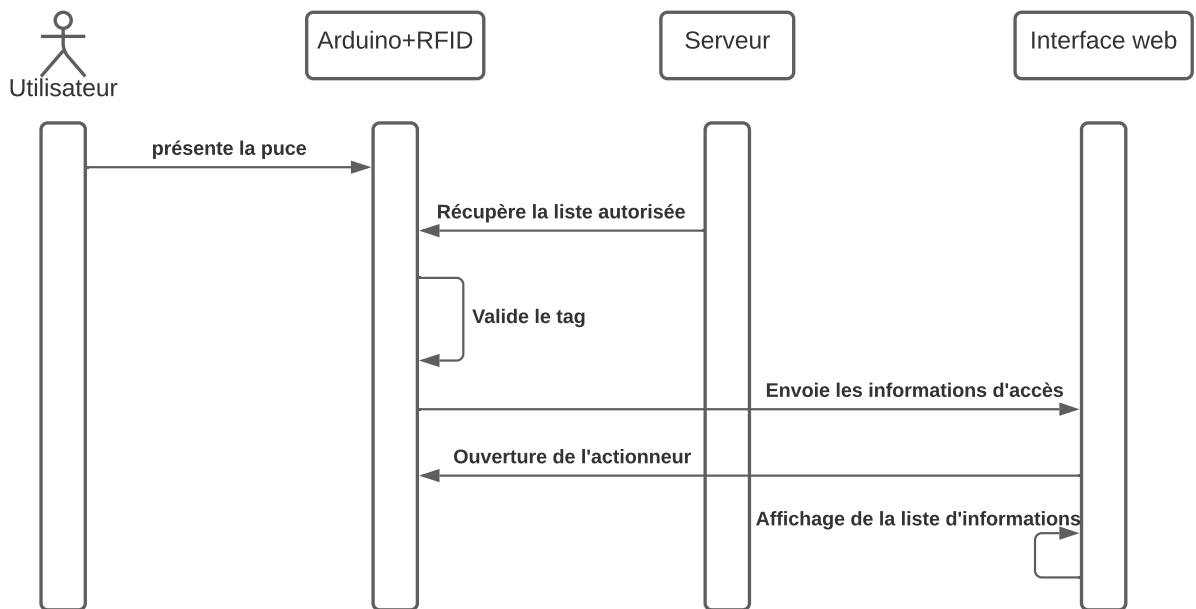 Arduino+RFID
Serveur
Interface web
Utilisateur
présente la puce
Récupère la liste autorisée
Valide le tag
Envoie les informations d'accès
Ouverture de l'actionneur
Affichage de la liste d'informations